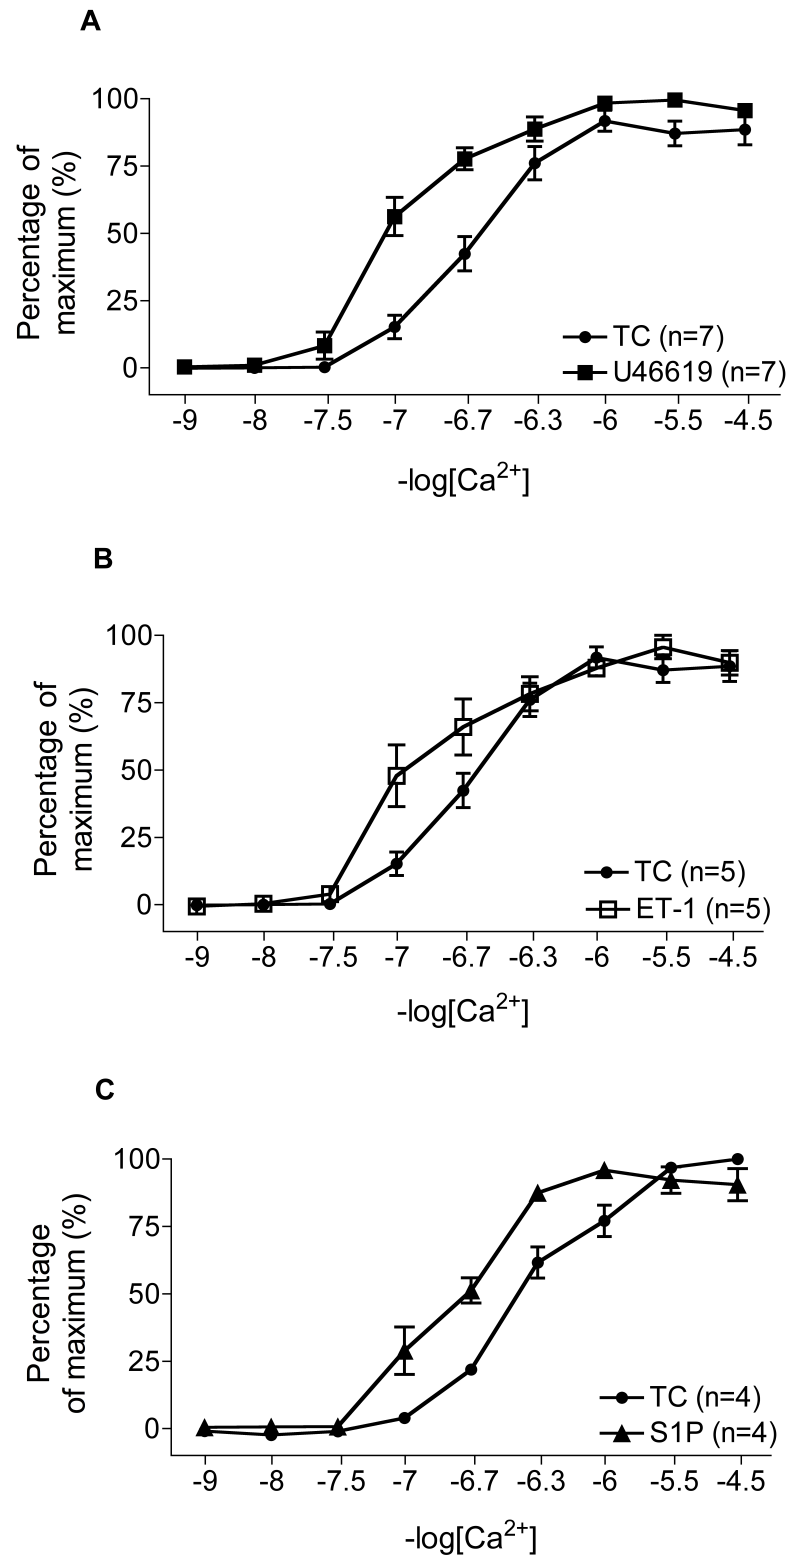 A
Percentage of
maximum (%)
100
75
50
25
0
TC (n=7)
U46619 (n=7)
-9 -8 -7.5 -7 -6.7 -6.3 -6 -5.5 -4.5
-log[Ca2+]
B
Percentage of
maximum (%)
100
75
50
25
0
TC (n=5)
ET-1 (n=5)
-9 -8 -7.5 -7 -6.7 -6.3 -6 -5.5 -4.5
-log[Ca2+]
C
Percentage
of maximum (%)
100
75
50
25
0
TC (n=4)
S1P (n=4)
-9 -8 -7.5 -7 -6.7 -6.3 -6 -5.5 -4.5
-log[Ca2+]